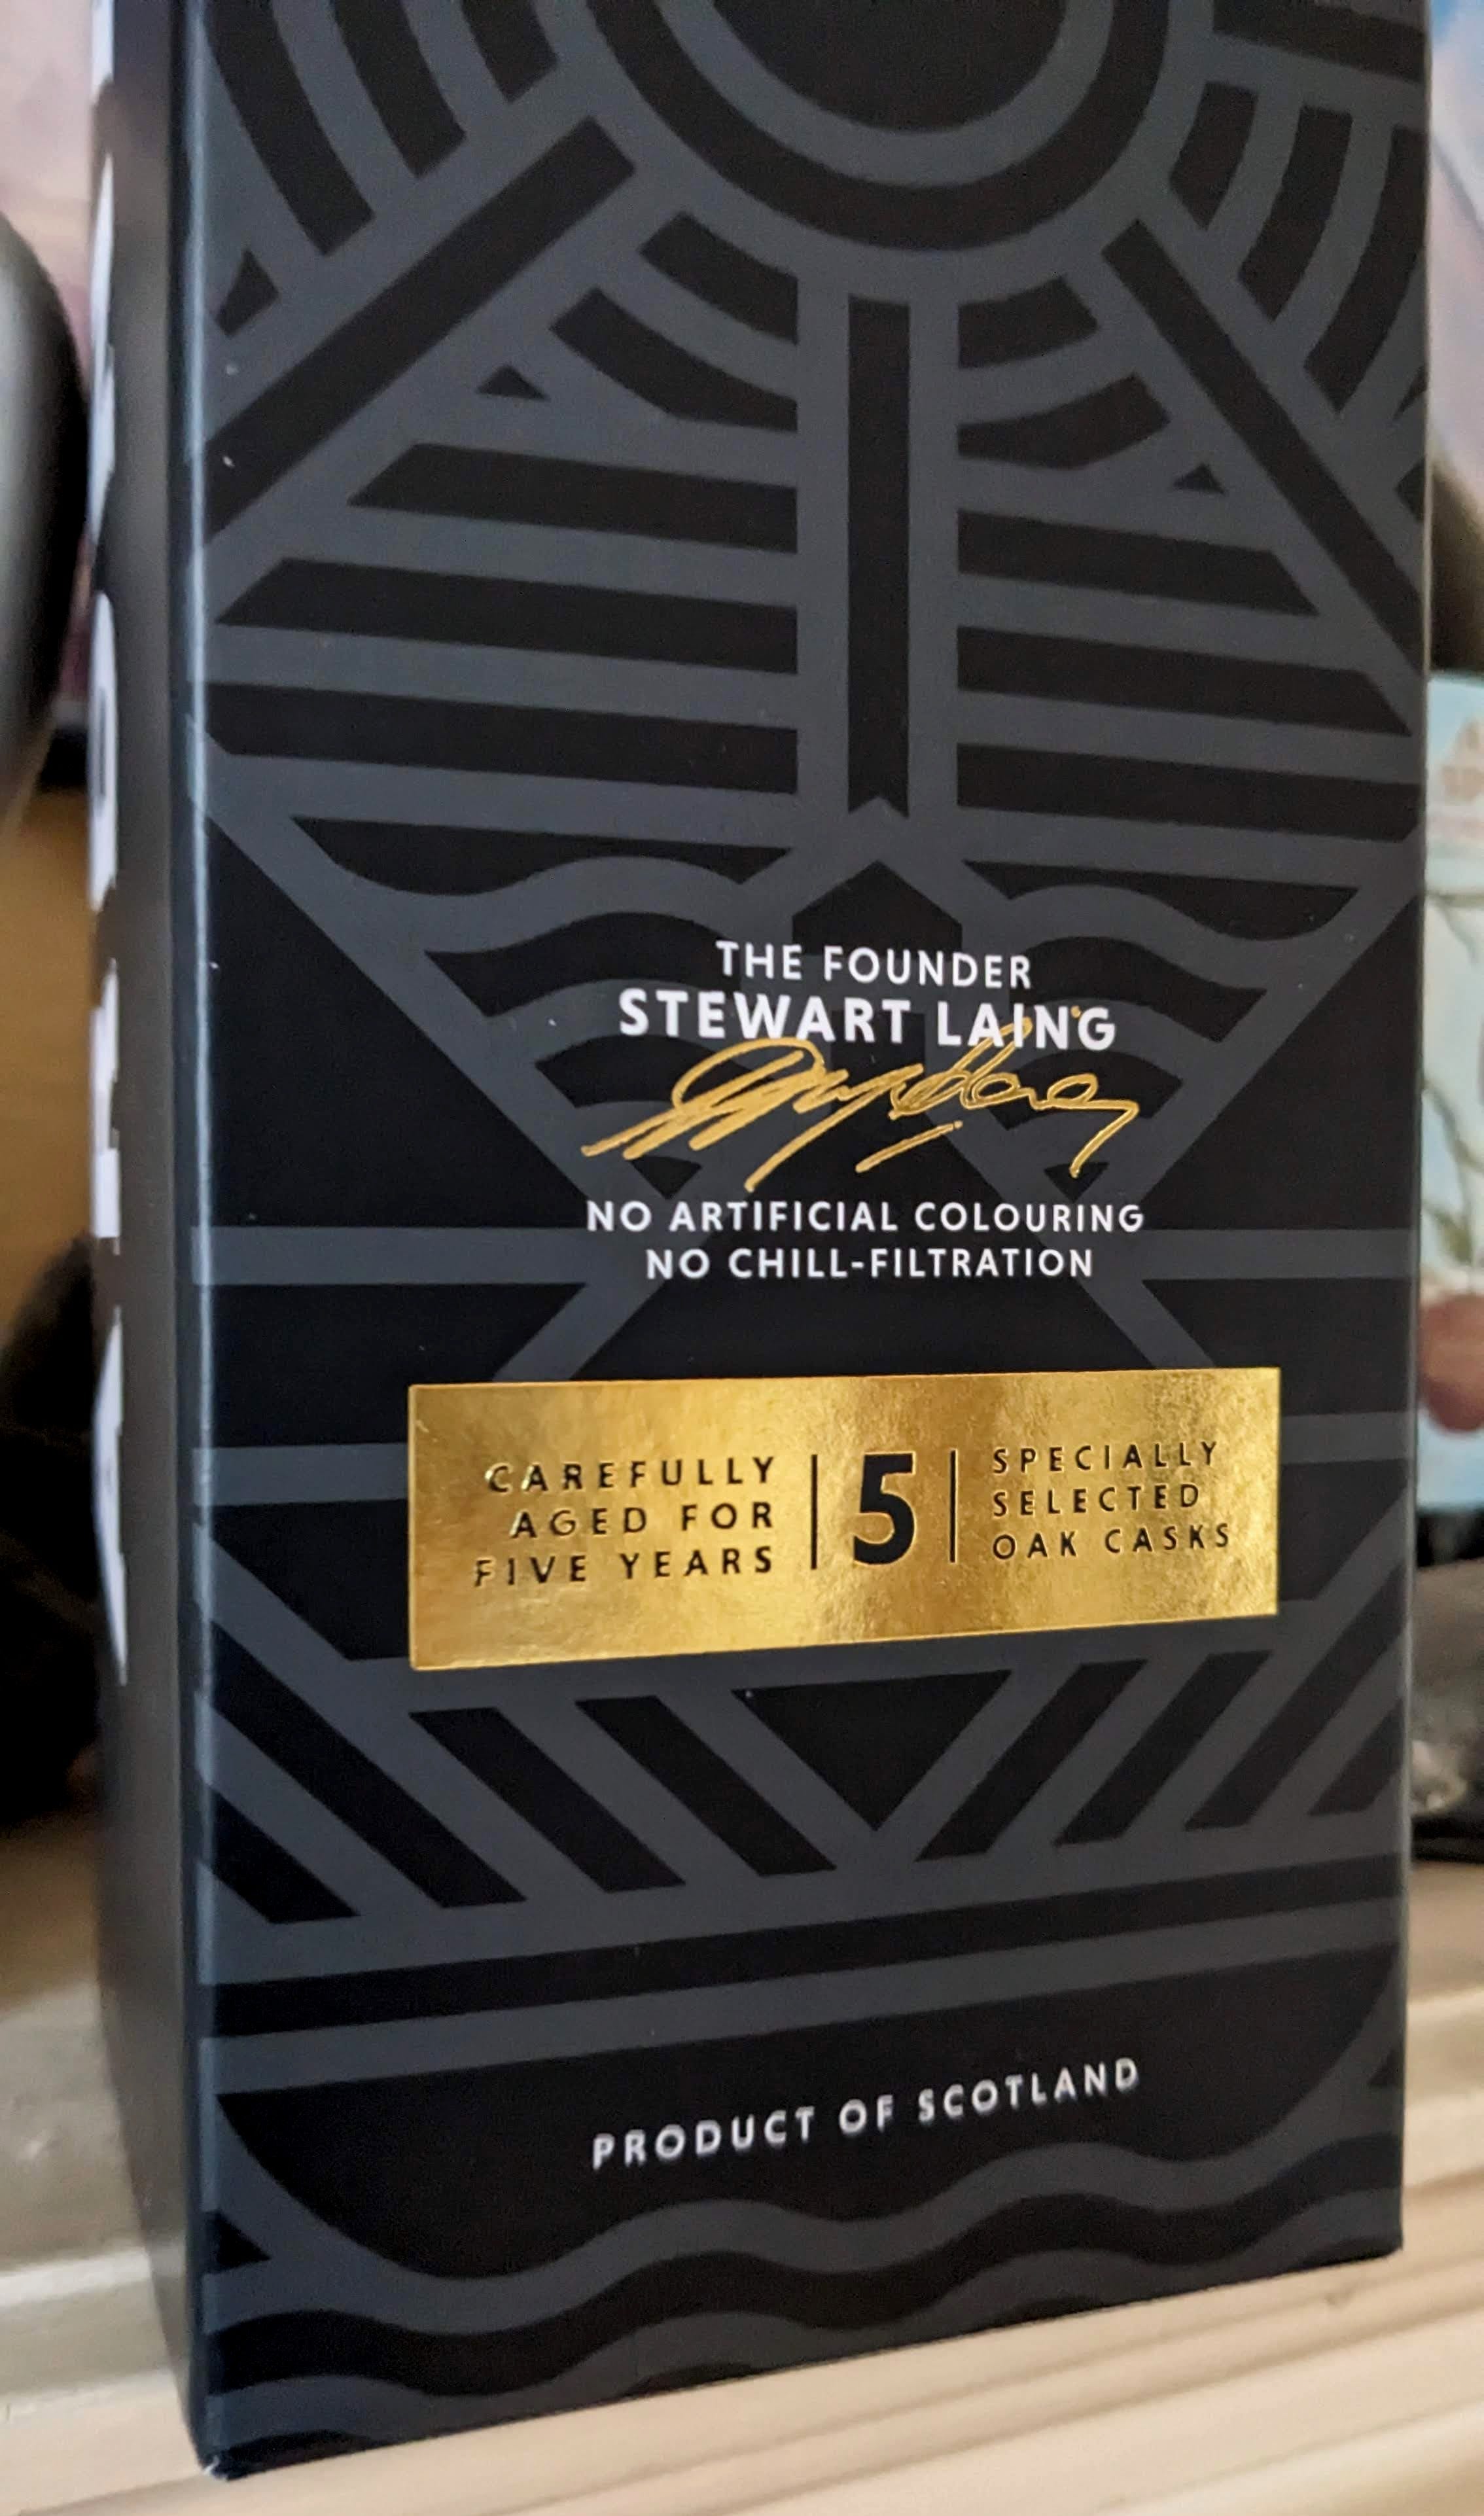 THE FOUNDER
STEWART LAING
NO ARTIFICIAL COLOURING
NO CHILL-FILTRATION
CAREFULLY
AGED FOR
FIVE YEARS
5
SPECIALLY
SELECTED
OAK CASKS
PRODUCT OF SCOTLAND